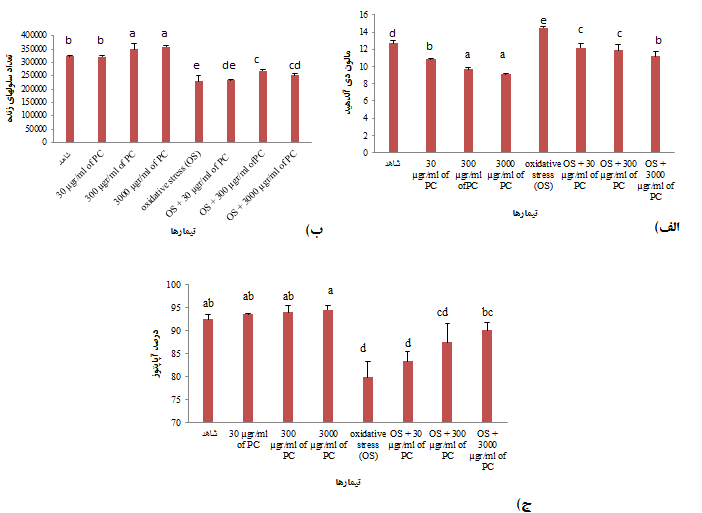 تعداد سلولهای زنده
400000
350000
300000
250000
200000
150000
100000
50000
0
b b a a e de c cd
شاهد
30 µgr/ml of PC
300 µgr/ml of PC
3000 µgr/ml of PC
oxidative stress (OS)
OS + 30 µgr/ml of PC
OS + 300 µgr/ml ofPC
OS + 3000 µgr/ml of PC
تیمارها
ب)
مالون دی آلدهید
16
14
12
10
8
6
4
2
0
d b a a e c c b
شاهد
30
µgr/ml of
PC
300
µgr/ml
ofPC
3000
µgr/ml of
PC
oxidative
stress
(OS)
OS + 30
µgr/ml of
PC
OS + 300
µgr/ml of
PC
OS +
3000
µgr/ml of
PC
تیمارها
الف)
درصد آپاپتوز
100
95
90
85
80
75
70
ab ab ab a d d cd bc
شاهد
30 µgr/ml
of PC
300
µgr/ml of
PC
3000
µgr/ml of
PC
oxidative
stress
(OS)
OS + 30
µgr/ml of
PC
OS + 300
µgr/ml of
PC
OS +
3000
µgr/ml of
PC
تیمارها
ج)